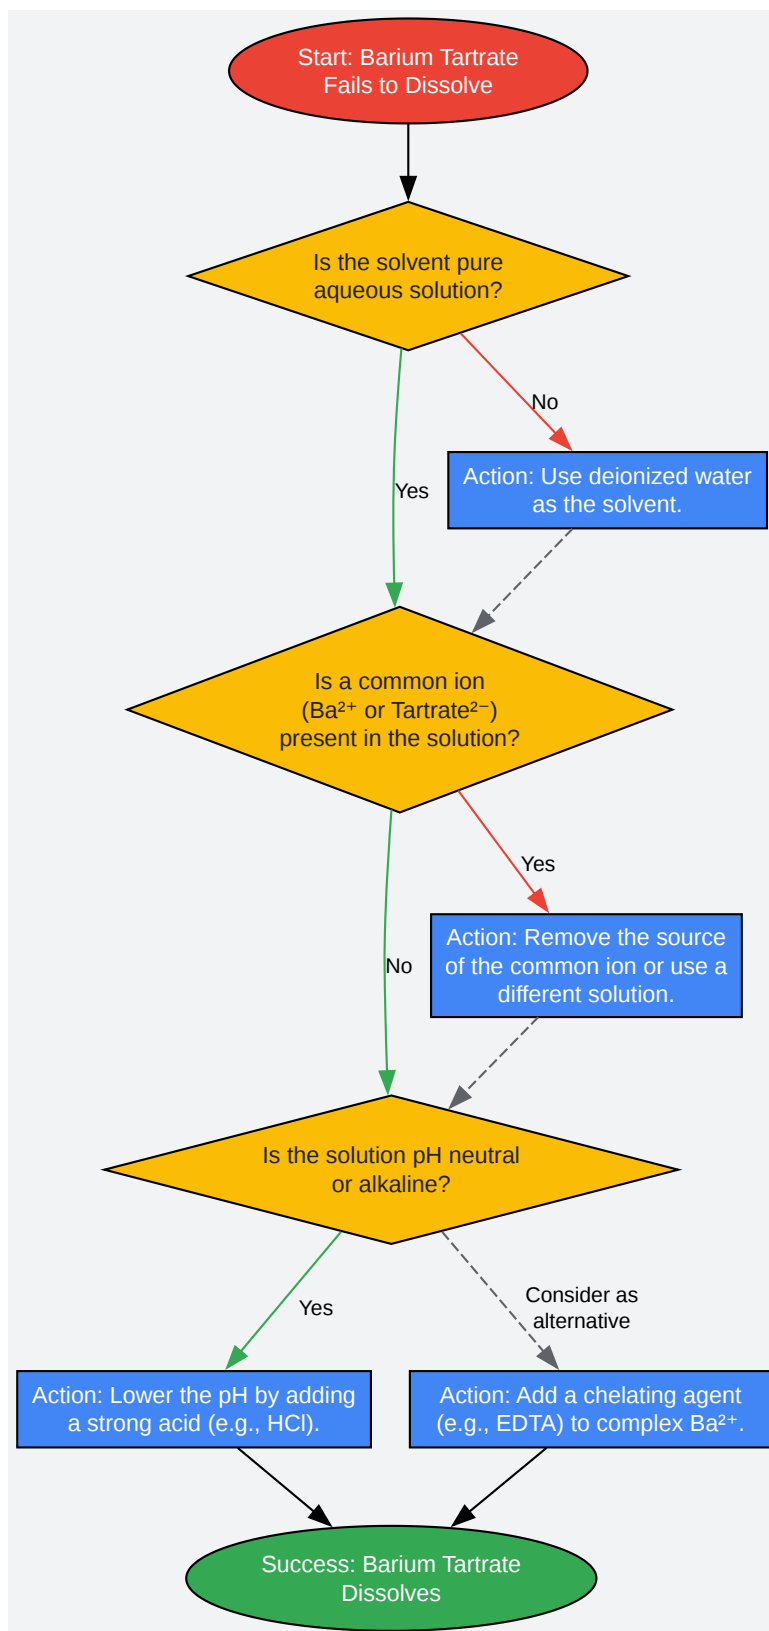 Start: Barium Tartrate
Fails to Dissolve
Is the solvent pure
aqueous solution?
No
Action: Use deionized water
as the solvent.
Yes
Is a common ion
(Ba²⁺ or Tartrate²⁻)
present in the solution?
Yes
Action: Remove the source
of the common ion or use a
different solution.
No
Is the solution pH neutral
or alkaline?
Yes
Consider as
alternative
Action: Lower the pH by adding
a strong acid (e.g., HCl).
Action: Add a chelating agent
(e.g., EDTA) to complex Ba²⁺.
Success: Barium Tartrate
Dissolves